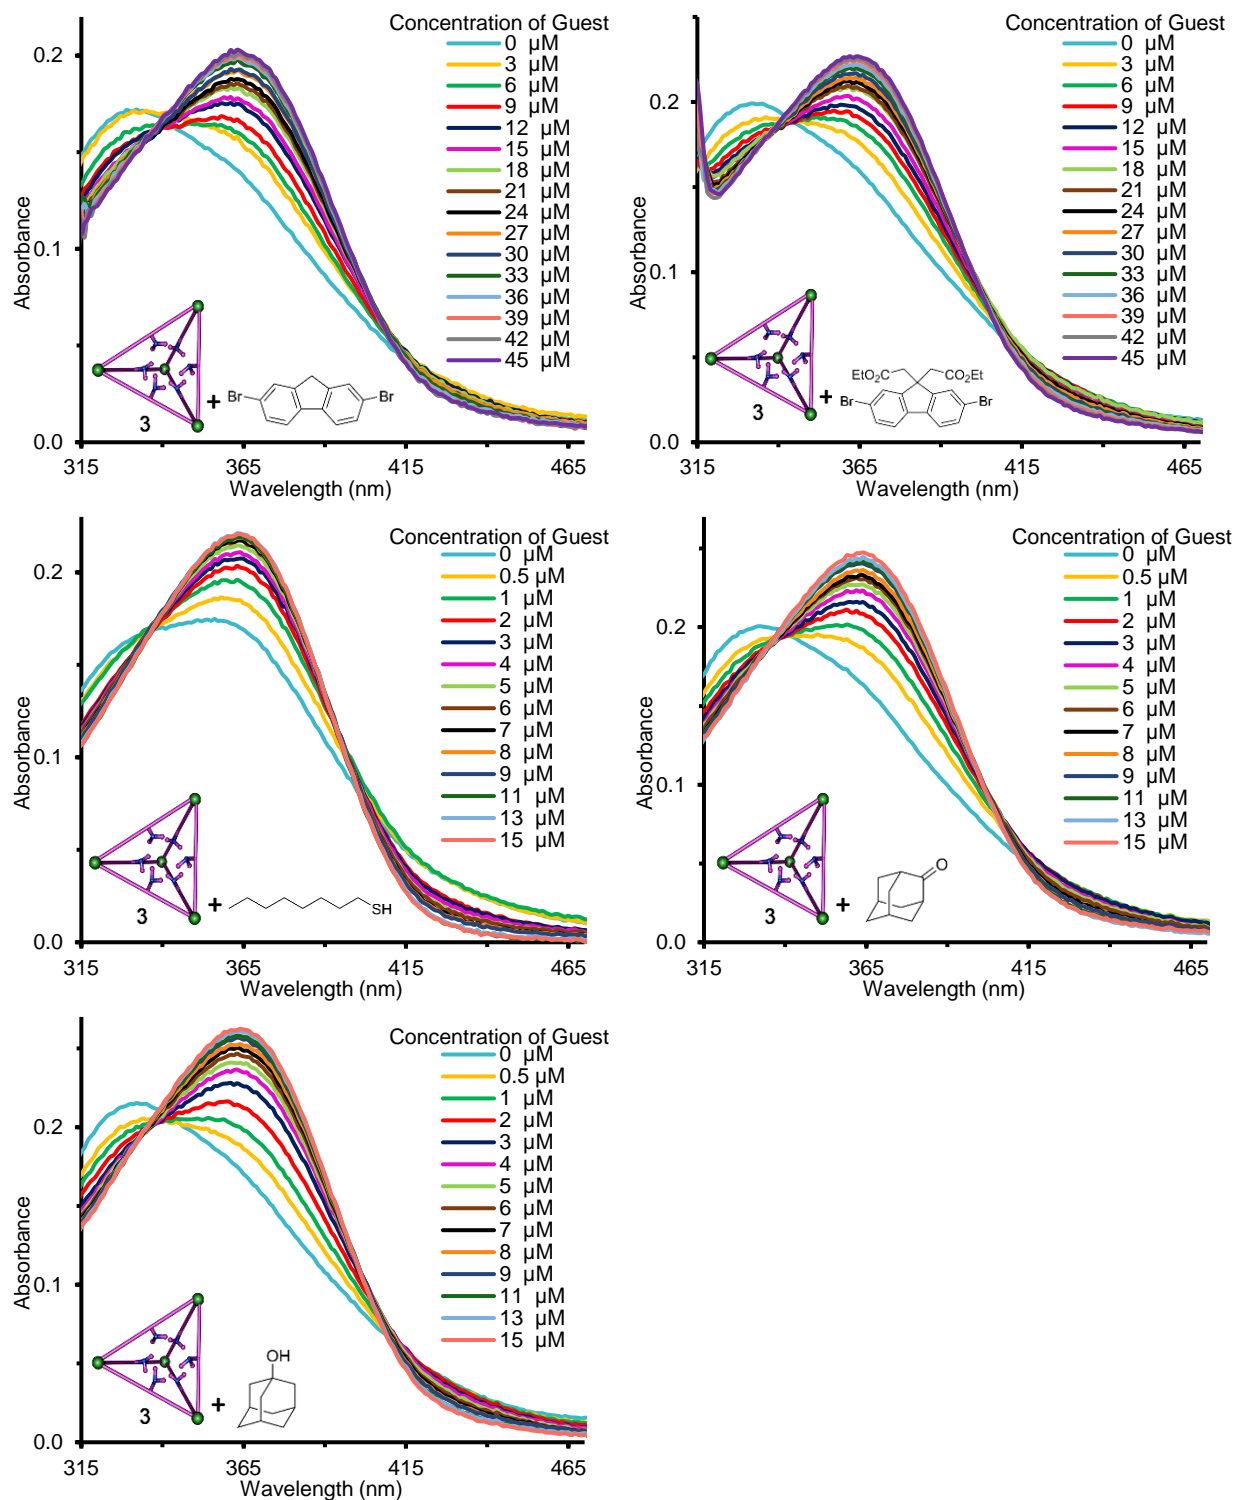 Concentration of Guest
0 µM
3 µM
6 µM
9 µM
12 µM
15 µM
18 µM
21 µM
24 µM
27 µM
30 µM
33 µM
36 µM
39 µM
42 µM
45 µM
0.2
0.1
0.0
Absorbance
3
+
Br
Br
315
365
415
465
Wavelength (nm)
Concentration of Guest
0 µM
3 µM
6 µM
9 µM
12 µM
15 µM
18 µM
21 µM
24 µM
27 µM
30 µM
33 µM
36 µM
39 µM
42 µM
45 µM
0.2
0.1
0.0
Absorbance
3
+
EtO2C
CO2Et
Br
Br
315
365
415
465
Wavelength (nm)
Concentration of Guest
0 µM
0.5 µM
1 µM
2 µM
3 µM
4 µM
5 µM
6 µM
7 µM
8 µM
9 µM
11 µM
13 µM
15 µM
0.2
0.1
0.0
Absorbance
3
+
SH
315
365
415
465
Wavelength (nm)
Concentration of Guest
0 µM
0.5 µM
1 µM
2 µM
3 µM
4 µM
5 µM
6 µM
7 µM
8 µM
9 µM
11 µM
13 µM
15 µM
0.2
0.1
0.0
Absorbance
3
+
O
315
365
415
465
Wavelength (nm)
Concentration of Guest
0 µM
0.5 µM
1 µM
2 µM
3 µM
4 µM
5 µM
6 µM
7 µM
8 µM
9 µM
11 µM
13 µM
15 µM
0.2
0.1
0.0
Absorbance
3
+
OH
315
365
415
465
Wavelength (nm)